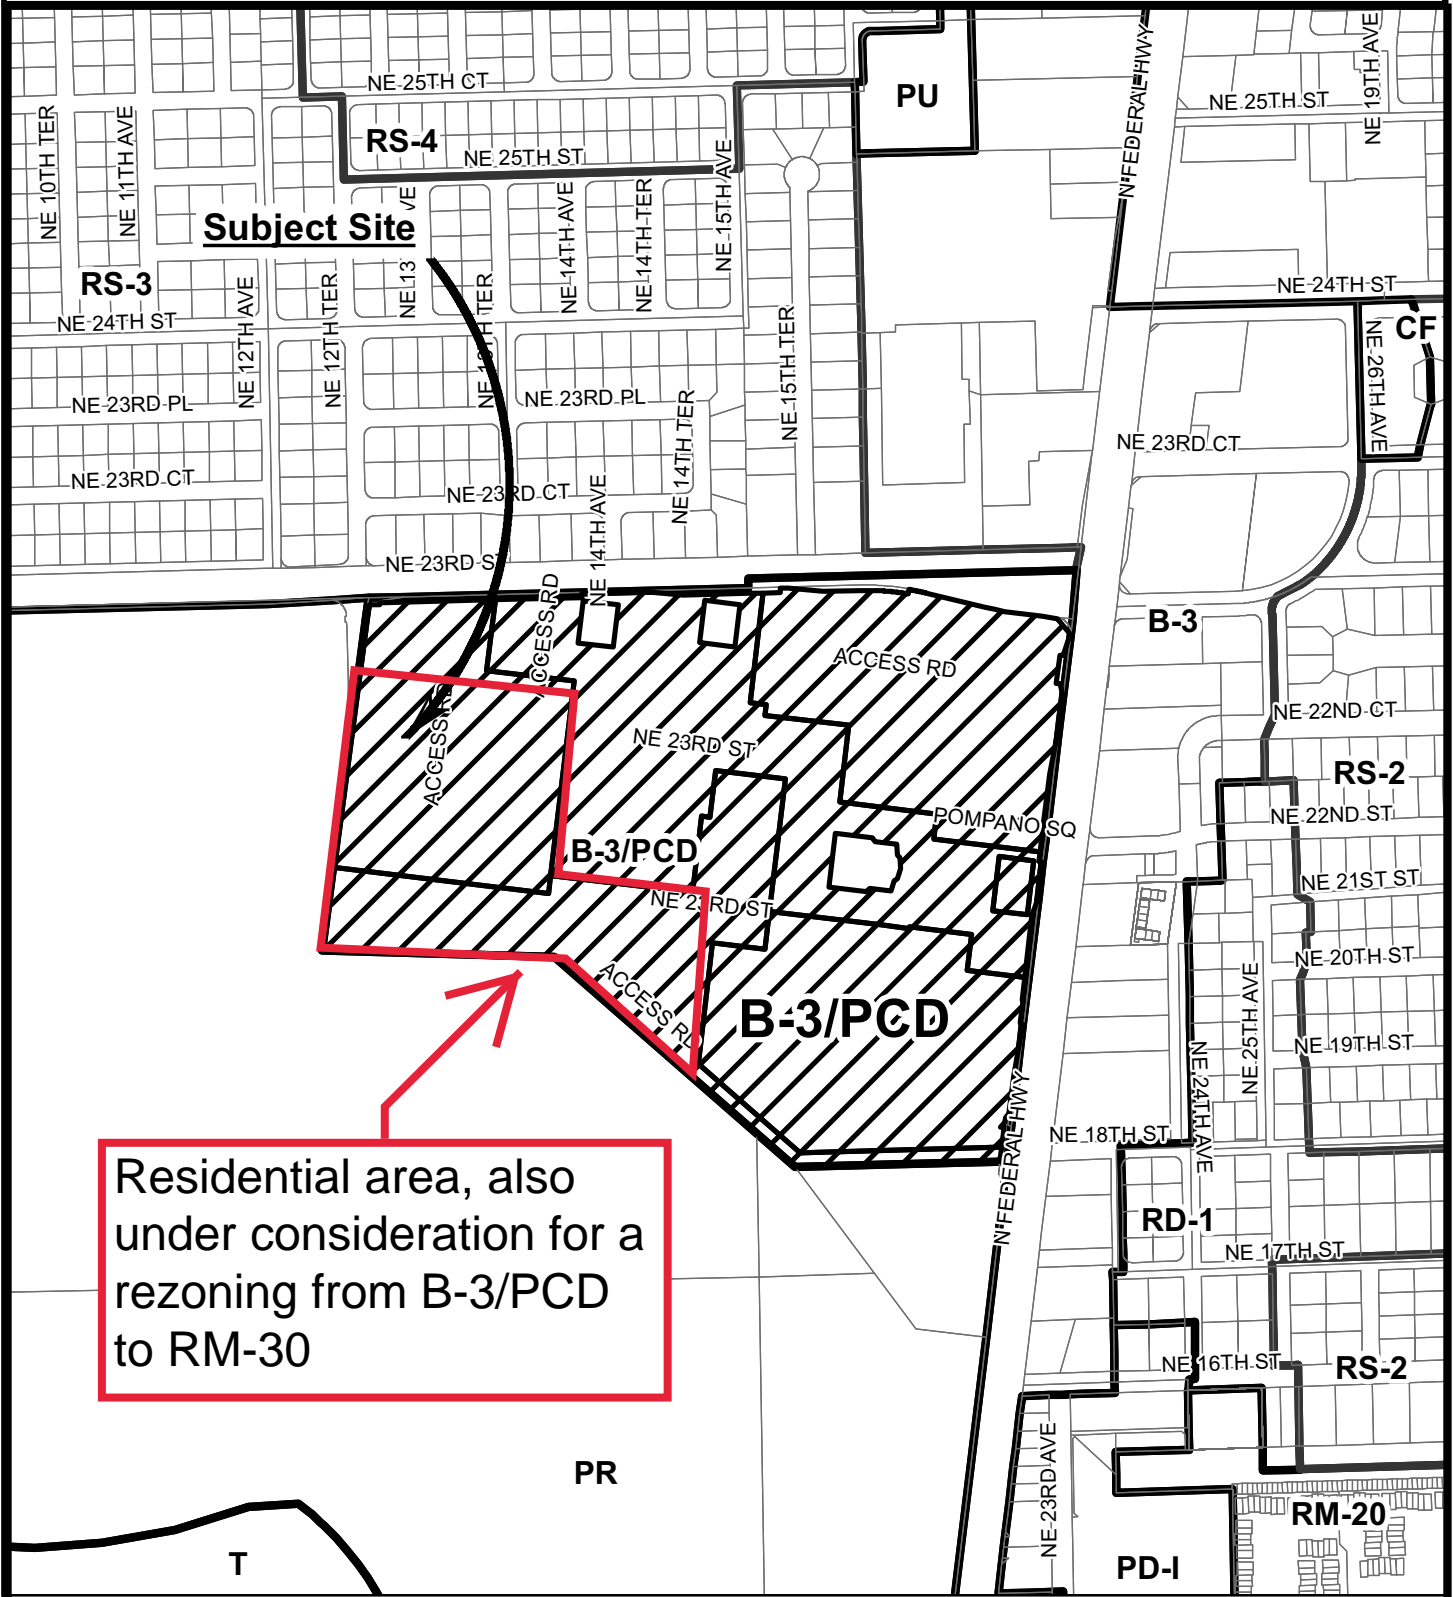 NE 25TH CT
PU
NE 25TH ST
NE 19TH AVE
NE 10TH TER
NE 11TH AVE
RS-4
NE 25TH ST
N FEDERAL HWY
Subject Site
NE 13 VE
NE 14TH AVE
NE 14TH TER
NE 15TH AVE
RS-3
NE 24TH ST
NE 24TH ST
NE 12TH AVE
NE 12TH TER
NE 13TH TER
NE 15TH TER
NE 26TH AVE
CF
NE 23RD PL
NE 23RD PL
NE 23RD CT
NE 23RD CT
NE 23RD CT
NE 14TH TER
NE 14TH AVE
NE 23RD ST
ACCESS RD
B-3
ACCESS RD
ACCESS RD
NE 22ND CT
NE 23RD ST
RS-2
POMPANO SQ
NE 22ND ST
B-3/PCD
NE 21ST ST
NE 23RD ST
NE 20TH ST
ACCESS RD
B-3/PCD
NE 25TH AVE
NE 19TH ST
NE 24TH AVE
N FEDERAL HWY
NE 18TH ST
Residential area, also
under consideration for a
rezoning from B-3/PCD
to RM-30
RD-1
NE 17TH ST
NE 16TH ST
RS-2
NE 23RD AVE
PR
RM-20
T
PD-I